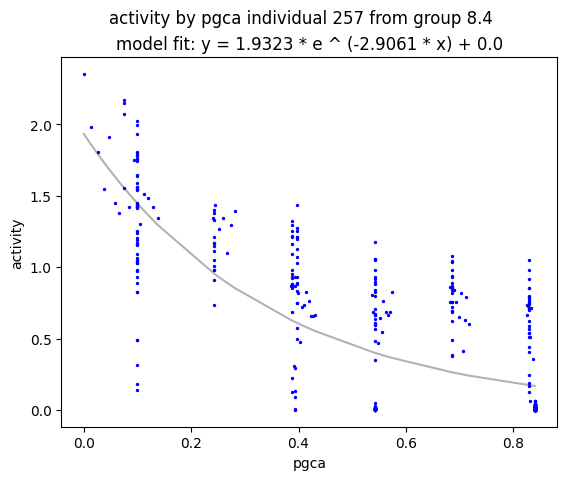 activity by pgca individual 257 from group 8.4
model fit: y = 1.9323 * e ^ (-2.9061 * x) + 0.0
activity
2.0
1.5
1.0
0.5
0.0
0.0 0.2 0.4 0.6 0.8
pgca